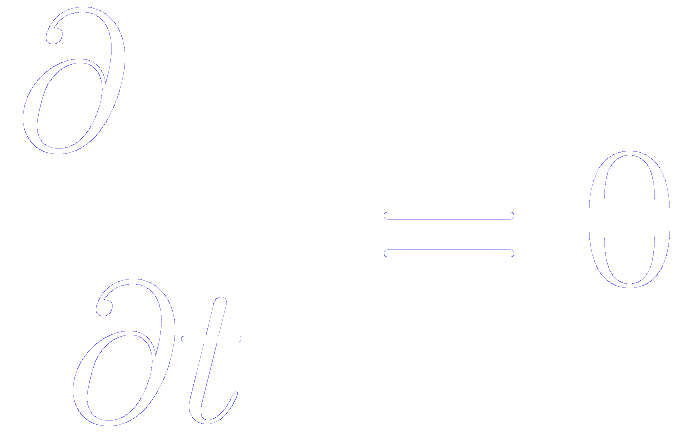 ∂
= 0
∂t